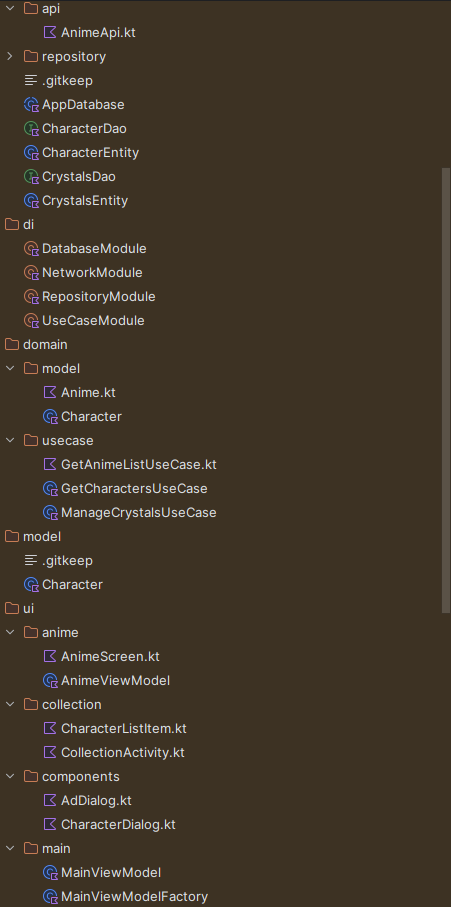 api
AnimeApi.kt
repository
.gitkeep
AppDatabase
CharacterDao
CharacterEntity
CrystalsDao
CrystalsEntity
di
DatabaseModule
NetworkModule
RepositoryModule
UseCaseModule
domain
model
Anime.kt
Character
usecase
GetAnimeListUseCase.kt
GetCharactersUseCase
ManageCrystalsUseCase
model
.gitkeep
Character
ui
anime
AnimeScreen.kt
AnimeViewModel
collection
CharacterListItem.kt
CollectionActivity.kt
components
AdDialog.kt
CharacterDialog.kt
main
MainViewModel
MainViewModelFactory